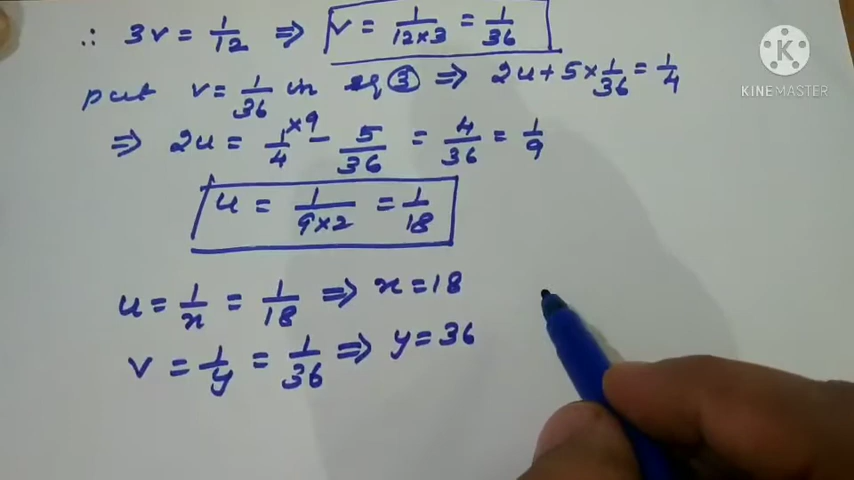 ∴ 3v = 1/12 ⇒ v = 1/(12×3) = 1/36
put v = 1/36 in eq ③ ⇒ 2u + 5×1/36 = 1/4
⇒ 2u = 1/4 ×9 − 5/36 = 4/36 = 1/9
u = 1/(9×2) = 1/18
u = 1/x = 1/18 ⇒ x = 18
v = 1/y = 1/36 ⇒ y = 36
K
KINEMASTER